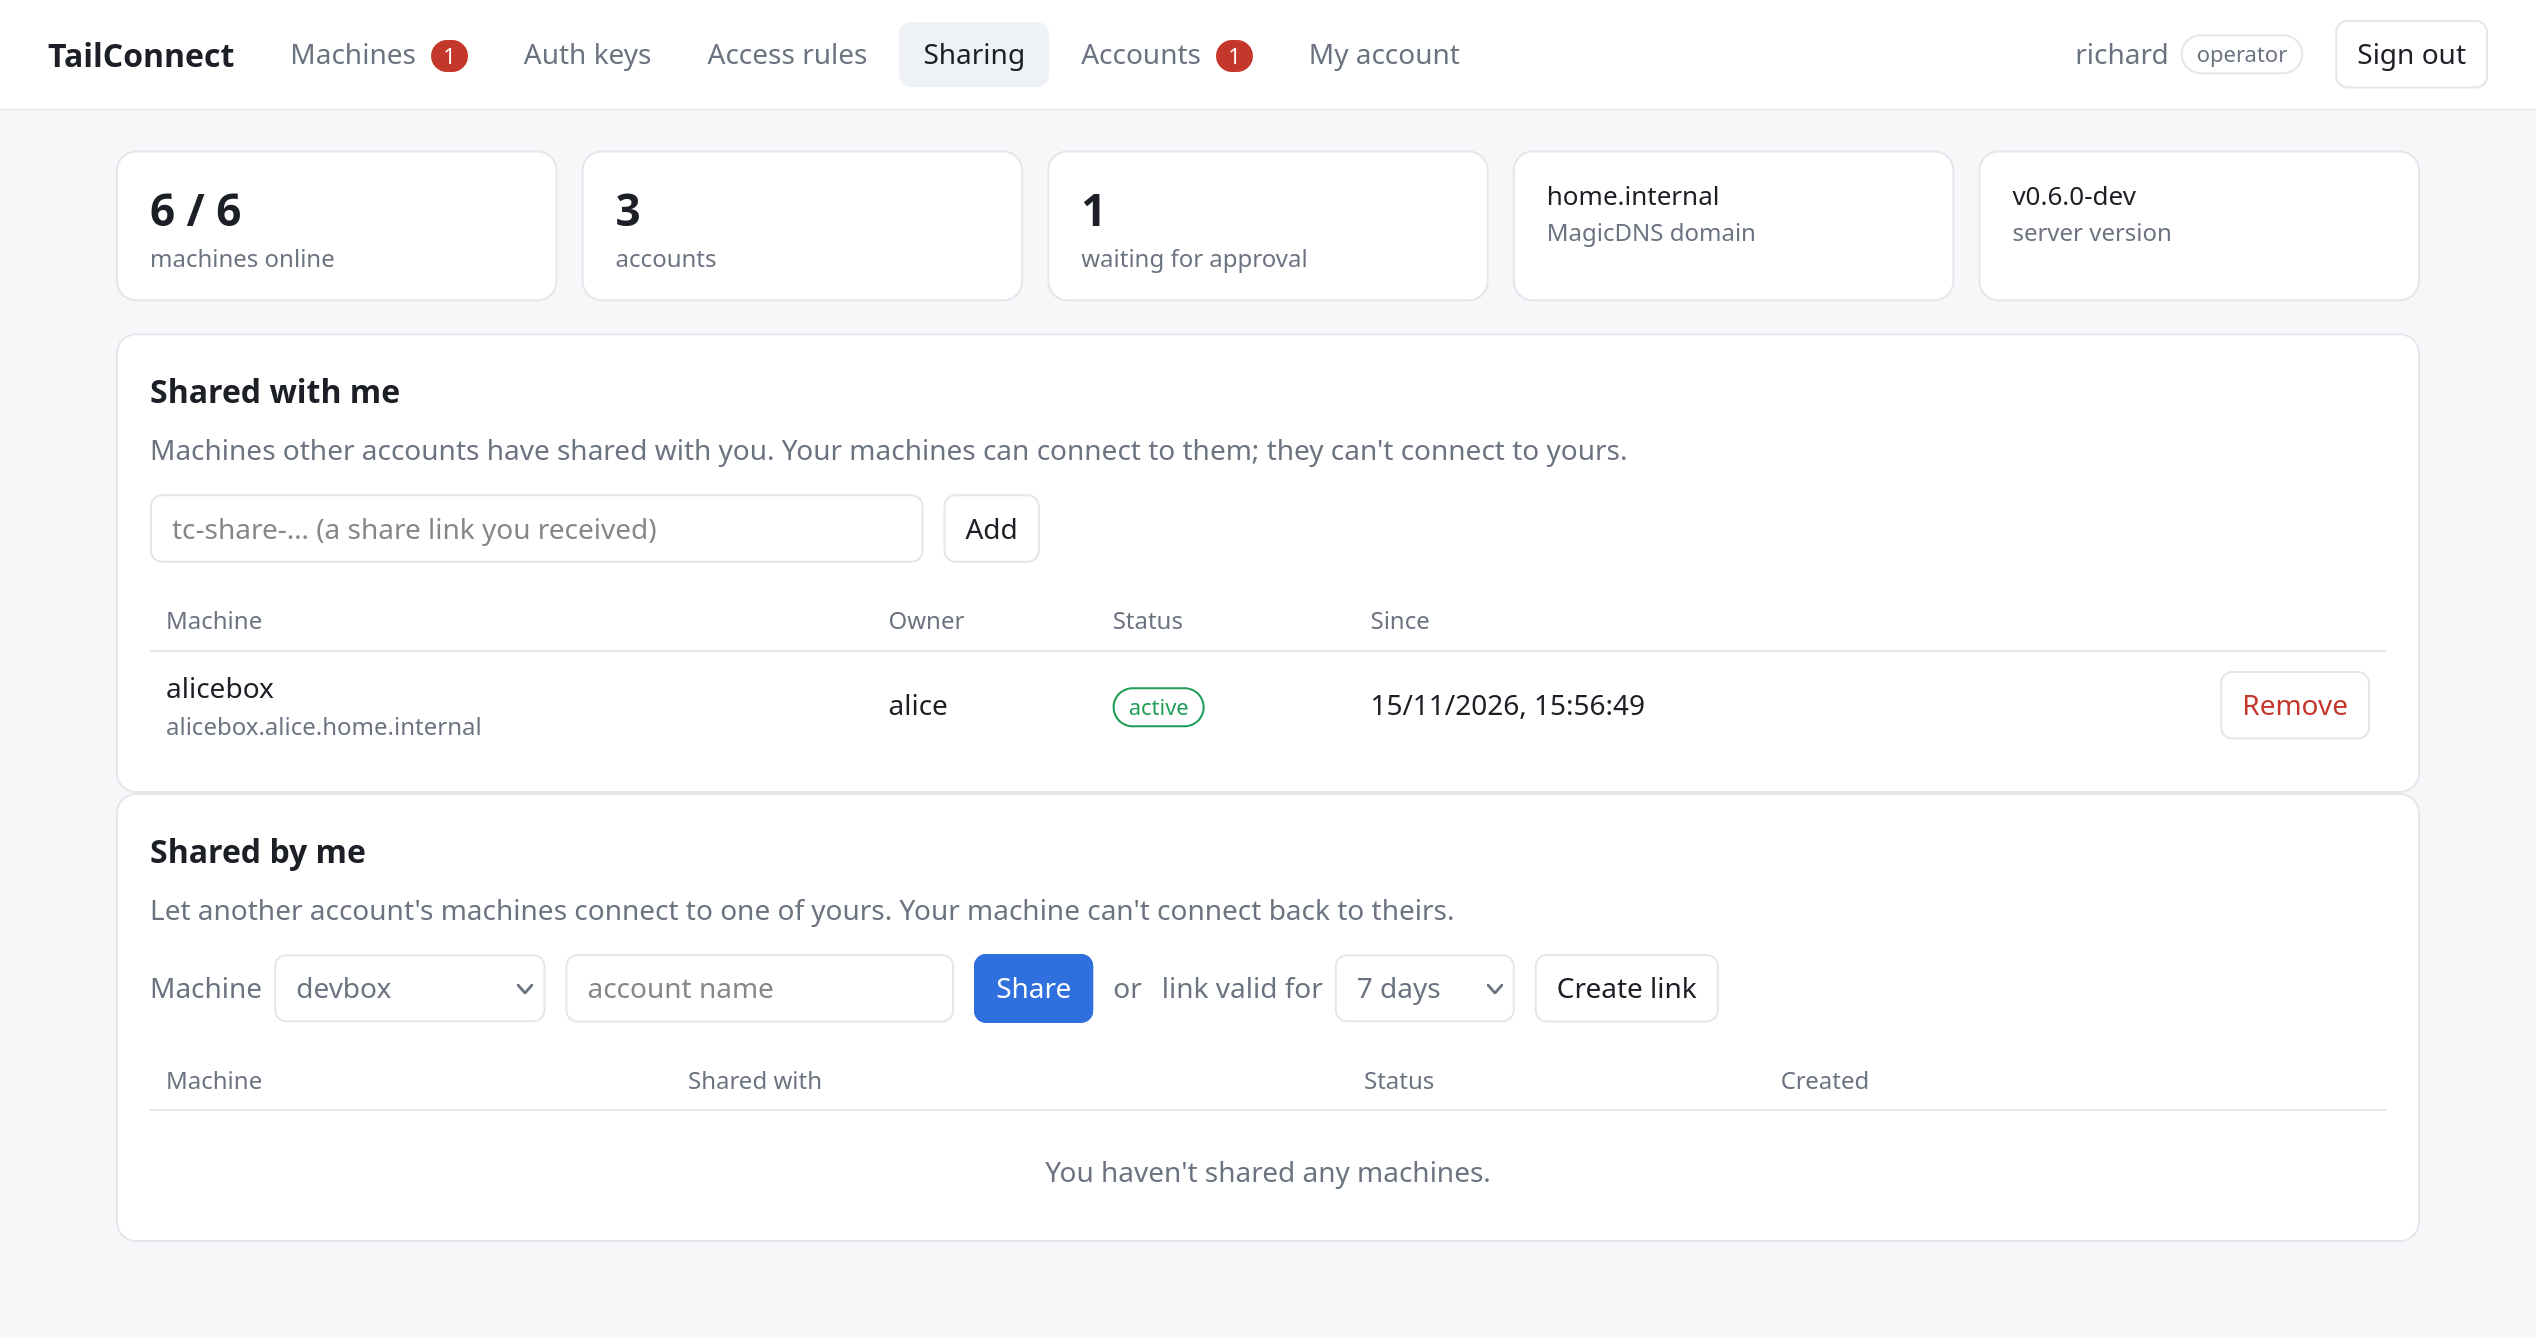 TailConnect Machines 1 Auth keys Access rules Sharing Accounts 1 My account richard operator Sign out
6 / 6
machines online
3
accounts
1
waiting for approval
home.internal
MagicDNS domain
v0.6.0-dev
server version
Shared with me
Machines other accounts have shared with you. Your machines can connect to them; they can't connect to yours.
tc-share-... (a share link you received) Add
Machine Owner Status Since
alicebox
alicebox.alice.home.internal
alice active 15/11/2026, 15:56:49 Remove
Shared by me
Let another account's machines connect to one of yours. Your machine can't connect back to theirs.
Machine devbox account name Share or link valid for 7 days Create link
Machine Shared with Status Created
You haven't shared any machines.